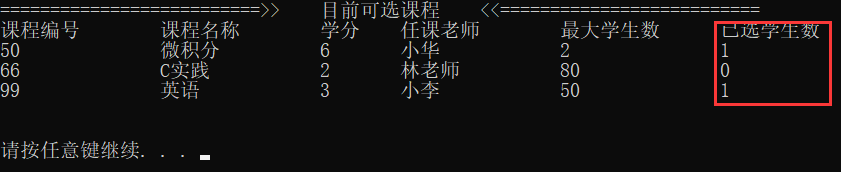 ==========================>>    目前可选课程    <<==========================
课程编号 课程名称 学分 任课老师 最大学生数 已选学生数
50 微积分 6 小华 2 1
66 C实践 2 林老师 80 0
99 英语 3 小李 50 1
请按任意键继续. . .